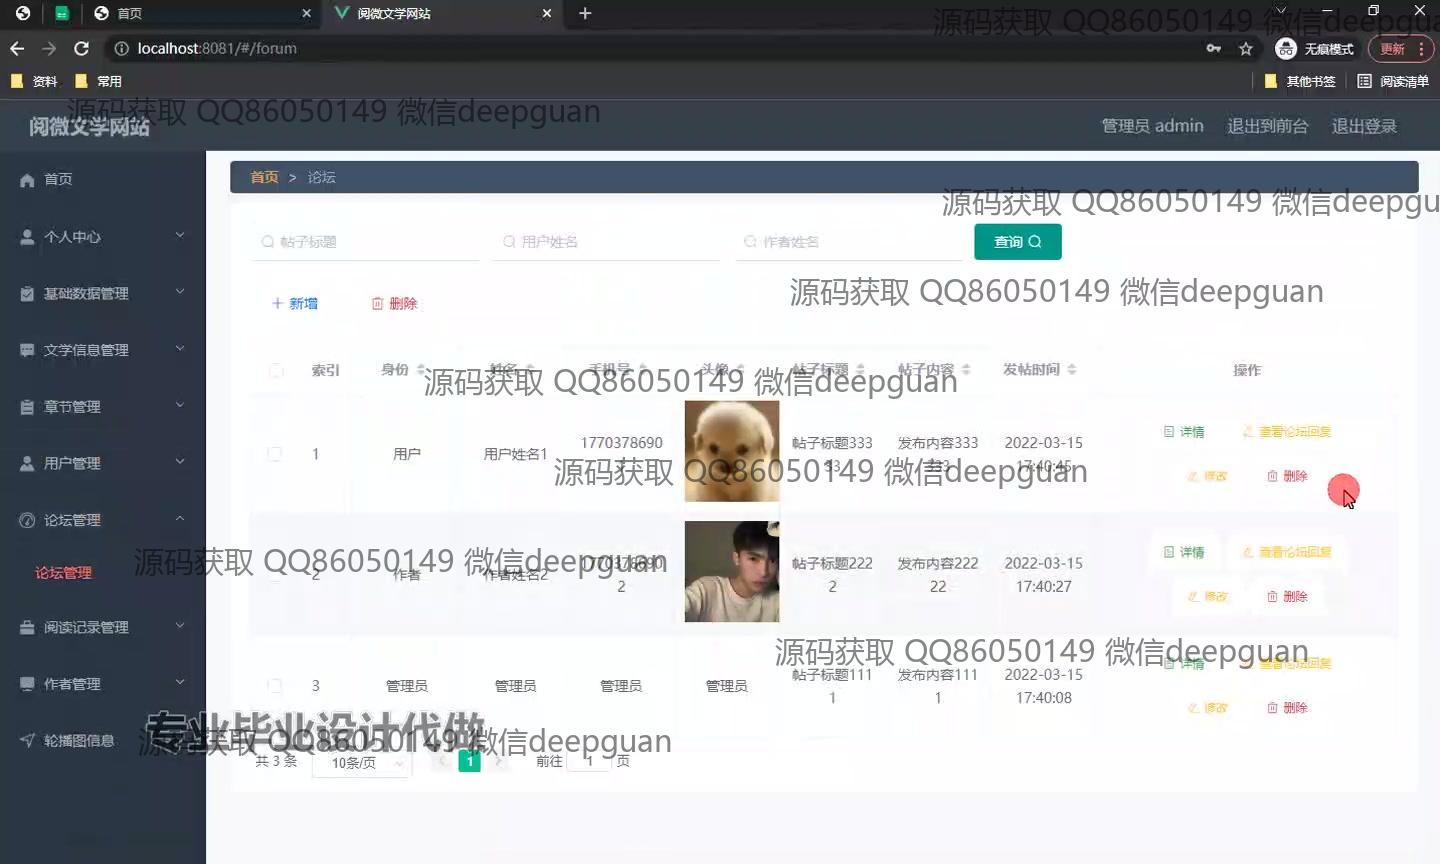 首页
阅微文学网站
localhost:8081/#/forum
无痕模式
更新
资料
常用
其他书签
阅读清单
源码获取 QQ86050149 微信deepgua
源码获取 QQ86050149 微信deepguan
阅微文学网站
管理员 admin
退出到前台
退出登录
首页
个人中心
基础数据管理
文学信息管理
章节管理
用户管理
论坛管理
论坛管理
阅读记录管理
作者管理
轮播图信息
首页 > 论坛
源码获取 QQ86050149 微信deepgu
帖子标题
用户姓名
作者姓名
查询
源码获取 QQ86050149 微信deepguan
+ 新增
删除
索引 身份 姓名 手机号 头像 帖子标题 帖子内容 发帖时间 操作
源码获取 QQ86050149 微信deepguan
1 用户 用户姓名1 1770378690 帖子标题333 33 发布内容333 333 2022-03-15 17:40:45 详情 查看论坛回复 修改 删除
源码获取 QQ86050149 微信deepguan
2 作者 作者姓名2 1770378690 2 帖子标题222 2 发布内容222 22 2022-03-15 17:40:27 详情 查看论坛回复 修改 删除
源码获取 QQ86050149 微信deepguan
3 管理员 管理员 管理员 管理员 帖子标题111 1 发布内容111 1 2022-03-15 17:40:08 详情 查看论坛回复 修改 删除
源码获取 QQ86050149 微信deepguan
专业毕业设计代做
源码获取 QQ86050149 微信deepguan
共 3 条 10条/页 1 前往 1 页